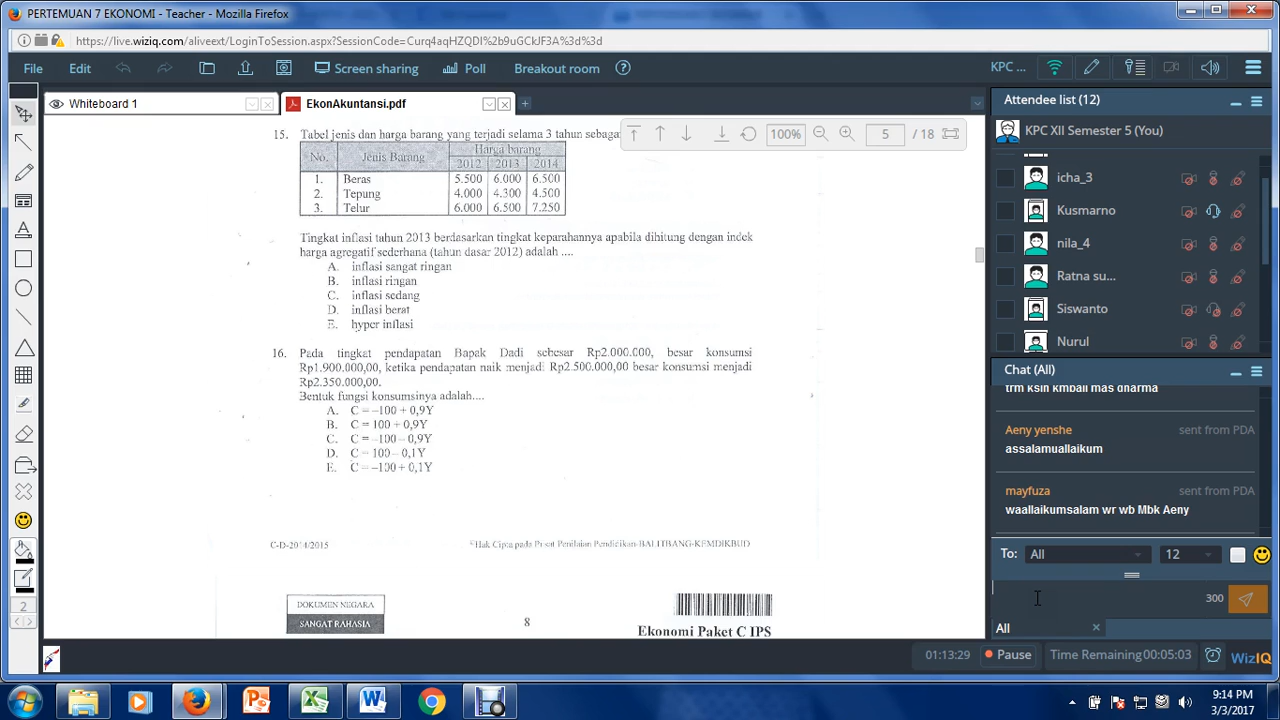 PERTEMUAN 7 EKONOMI - Teacher - Mozilla Firefox
https://live.wiziq.com/aliveext/LoginToSession.aspx?SessionCode=Curq4aqHZQDI%2b9uGCkJF3A%3d%3d
File Edit Screen sharing Poll Breakout room ? KPC ...
Whiteboard 1 EkonAkuntansi.pdf
5 / 18 100%
15. Tabel jenis dan harga barang yang terjadi selama 3 tahun sebaga
No. Jenis Barang Harga barang
2012 2013 2014
1. Beras 5.500 6.000 6.500
2. Tepung 4.000 4.300 4.500
3. Telur 6.000 6.500 7.250
Tingkat inflasi tahun 2013 berdasarkan tingkat keparahannya apabila dihitung dengan indek
harga agregatif sederhana (tahun dasar 2012) adalah ....
A. inflasi sangat ringan
B. inflasi ringan
C. inflasi sedang
D. inflasi berat
E. hyper inflasi
16. Pada tingkat pendapatan Bapak Dadi sebesar Rp2.000.000, besar konsumsi
Rp1.900.000,00, ketika pendapatan naik menjadi Rp2.500.000,00 besar konsumsi menjadi
Rp2.350.000,00.
Bentuk fungsi konsumsinya adalah....
A. C = –100 + 0,9Y
B. C = 100 + 0,9Y
C. C = –100 – 0,9Y
D. C = 100 – 0,1Y
E. C = –100 + 0,1Y
C-D-2014/2015 ©Hak Cipta pada Pusat Penilaian Pendidikan-BALITBANG-KEMDIKBUD
DOKUMEN NEGARA
SANGAT RAHASIA
8
Ekonomi Paket C IPS
Attendee list (12)
KPC XII Semester 5 (You)
icha_3
Kusmarno
nila_4
Ratna su...
Siswanto
Nurul
Chat (All)
trm ksih kmbali mas dharma
Aeny yenshe sent from PDA
assalamuallaikum
mayfuza sent from PDA
waallaikumsalam wr wb Mbk Aeny
To: All 12
300
All
2
01:13:29 Pause Time Remaining 00:05:03 WizIQ
9:14 PM
3/3/2017